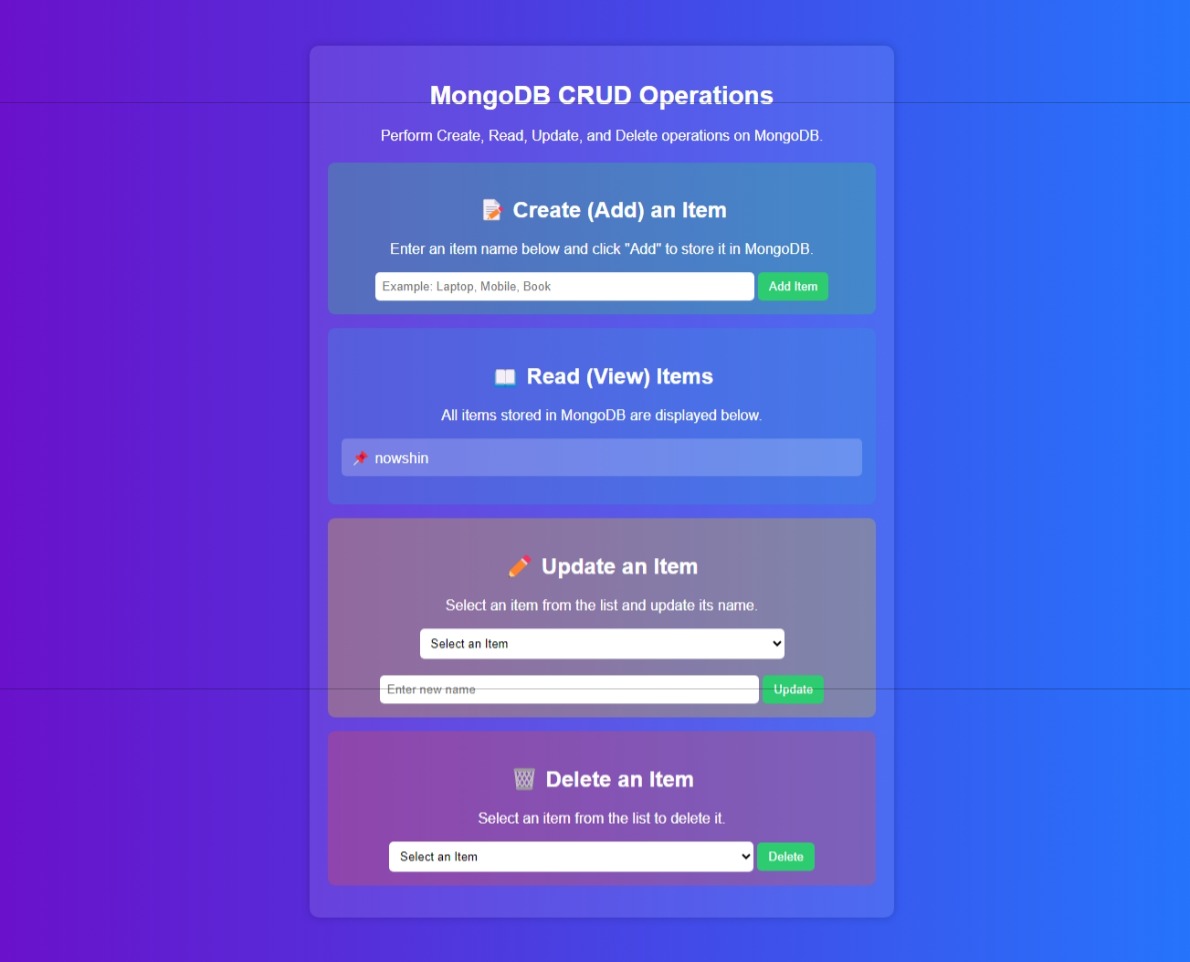 MongoDB CRUD Operations
Perform Create, Read, Update, and Delete operations on MongoDB.
📝 Create (Add) an Item
Enter an item name below and click "Add" to store it in MongoDB.
Example: Laptop, Mobile, Book Add Item
📖 Read (View) Items
All items stored in MongoDB are displayed below.
📌 nowshin
✏️ Update an Item
Select an item from the list and update its name.
Select an Item
Enter new name Update
🗑️ Delete an Item
Select an item from the list to delete it.
Select an Item Delete